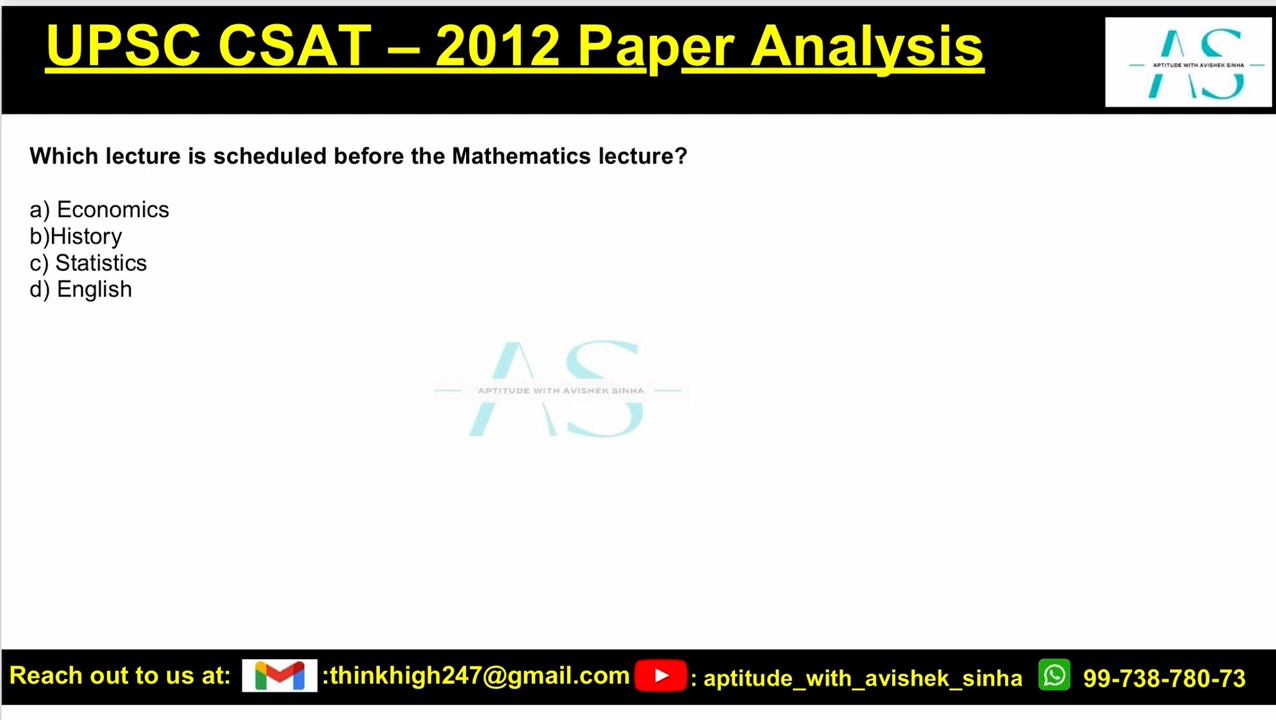 UPSC CSAT – 2012 Paper Analysis
AS
APTITUDE WITH AVISHEK SINHA
Which lecture is scheduled before the Mathematics lecture?
a) Economics
b)History
c) Statistics
d) English
AS
APTITUDE WITH AVISHEK SINHA
Reach out to us at: :thinkhigh247@gmail.com : aptitude_with_avishek_sinha 99-738-780-73